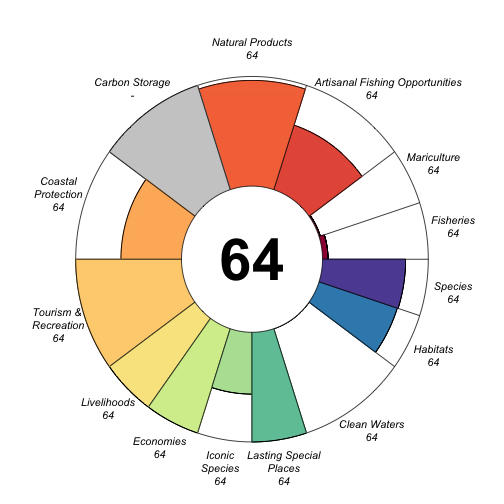 Natural Products
64
Artisanal Fishing Opportunities
64
Mariculture
64
Fisheries
64
Species
64
Habitats
64
Clean Waters
64
Lasting Special
Places
64
Iconic
Species
64
Economies
64
Livelihoods
64
Tourism &
Recreation
64
Coastal
Protection
64
Carbon Storage
-
64